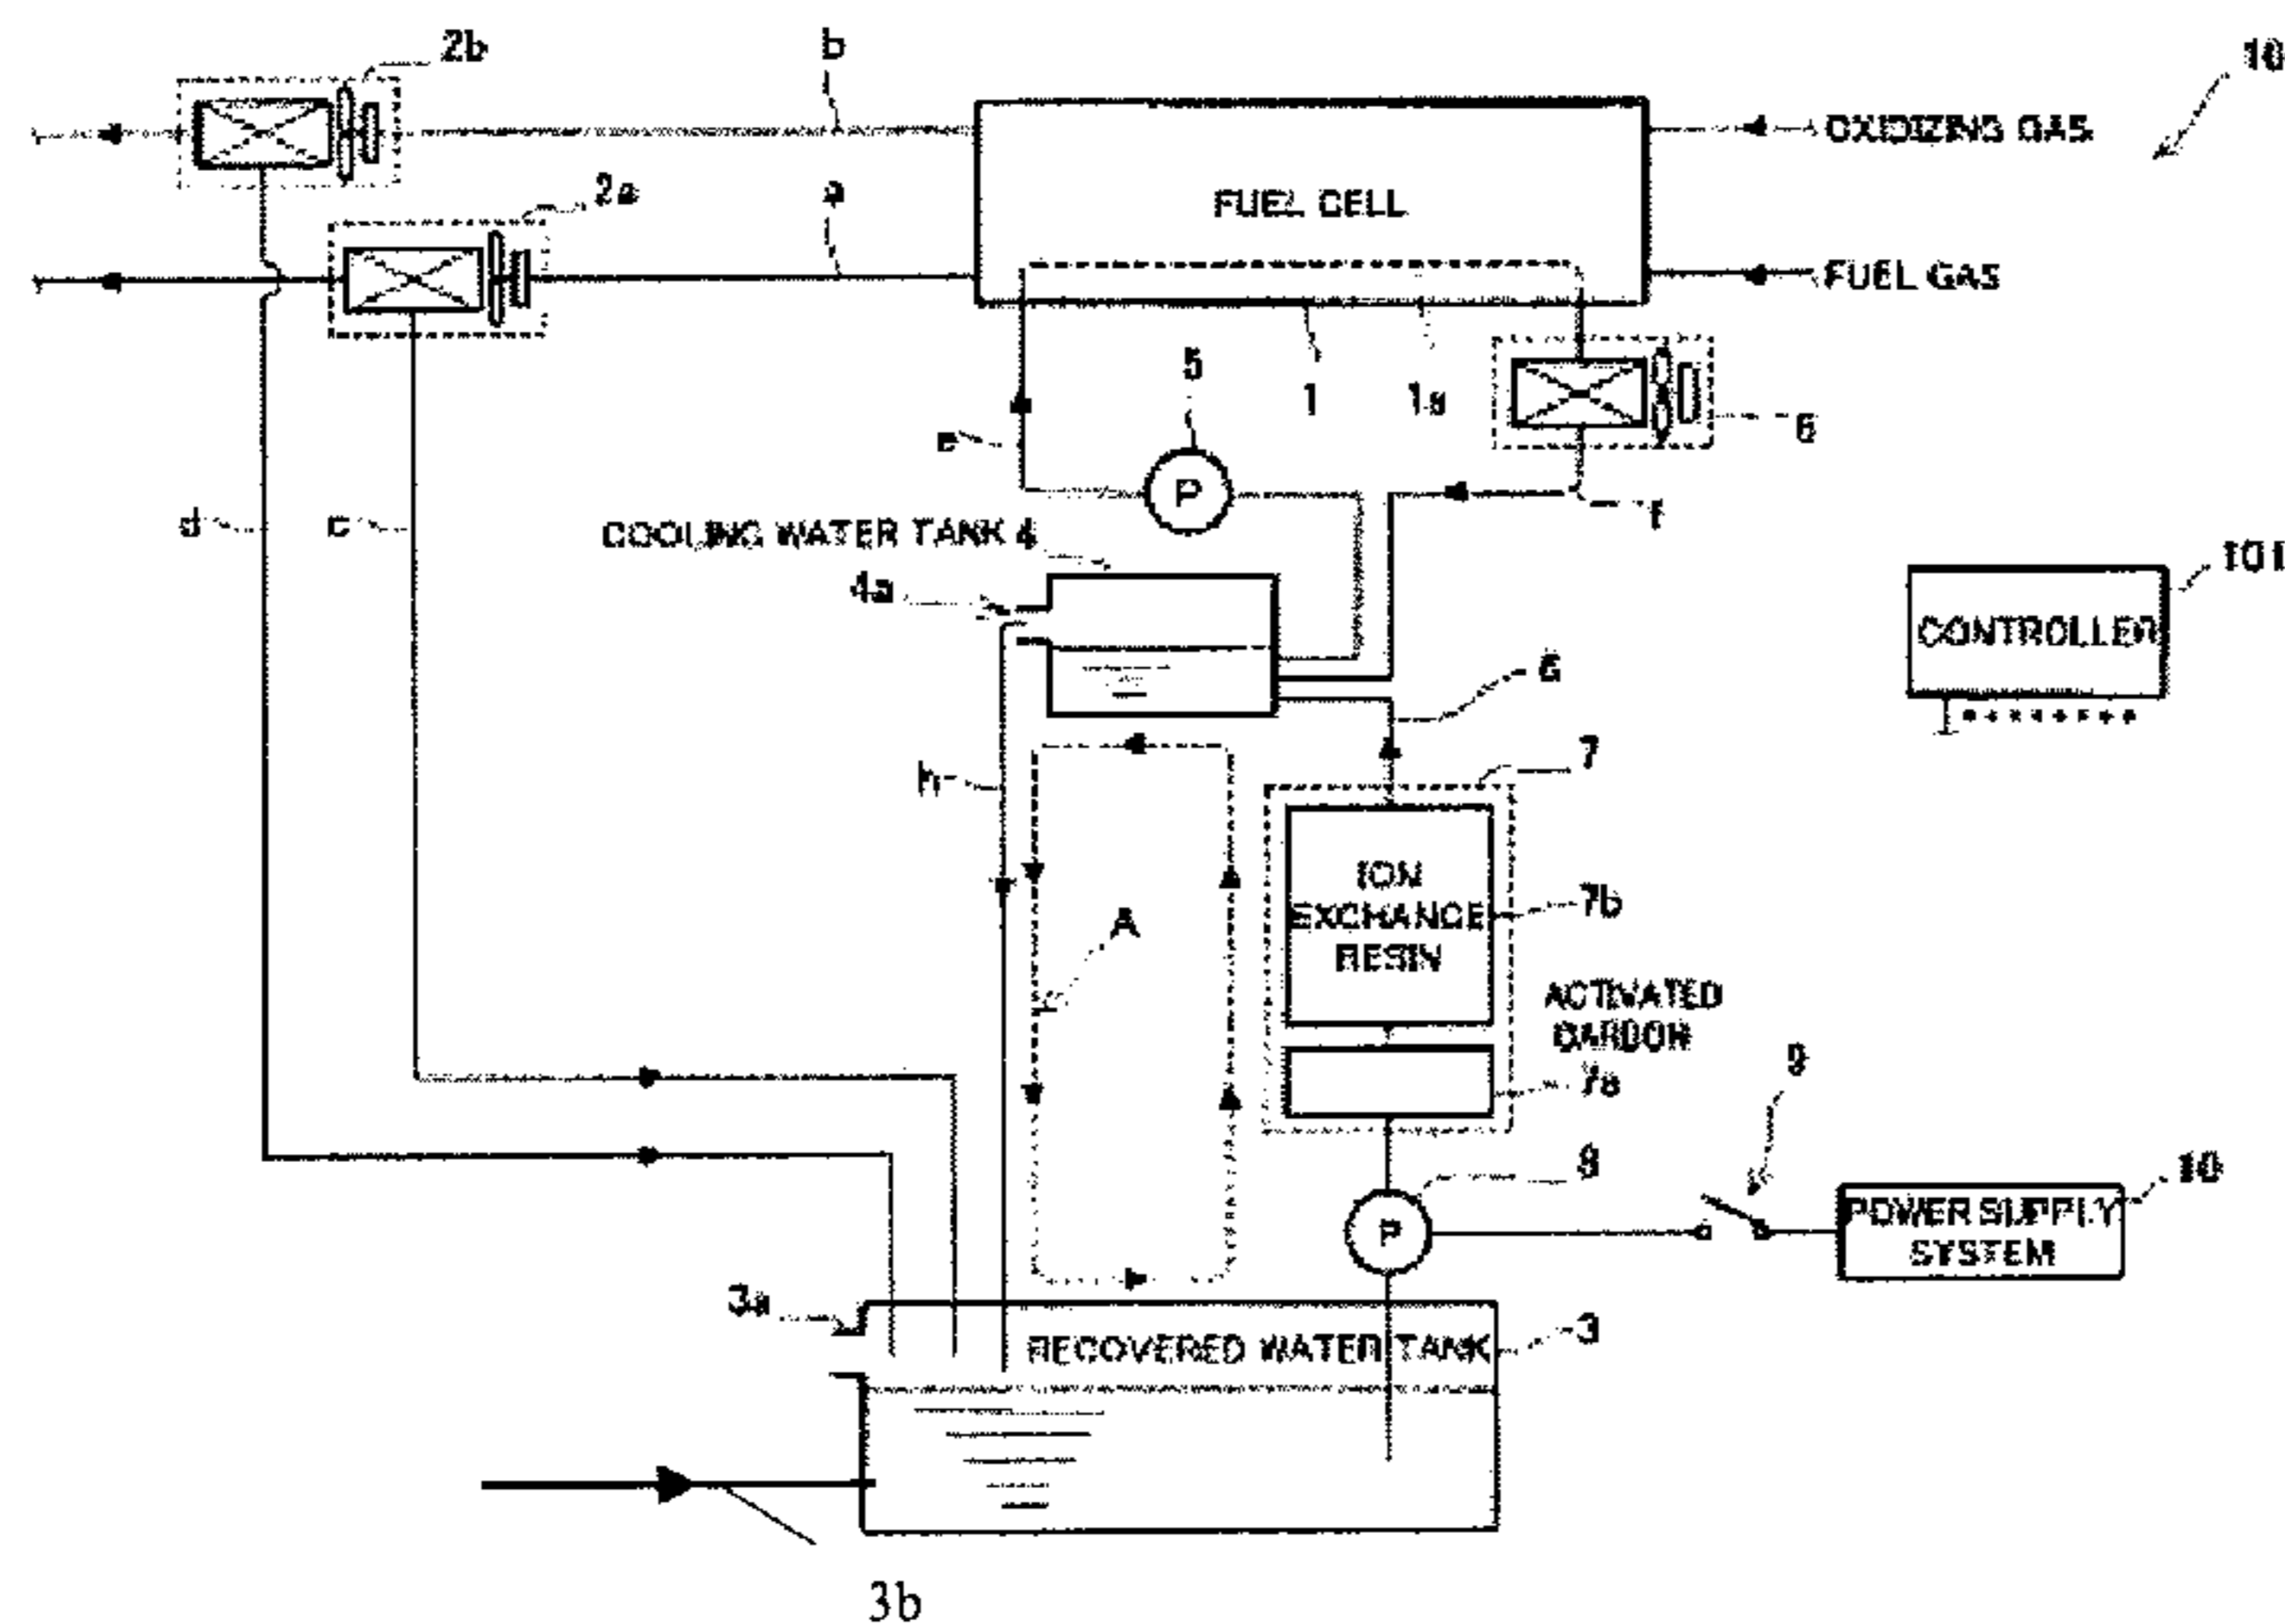 2b
b
10
OXIDIZING GAS
2a
a
FUEL CELL
FUEL GAS
5
1
1a
6
e
P
f
d
c
COOLING WATER TANK 4
4a
101
CONTROLLER
h
7
ION
EXCHANGE
RESIN
7b
A
ACTIVATED
7a
9
8
10
P
POWER SUPPLY
SYSTEM
3a
RECOVERED WATER TANK
3
3b